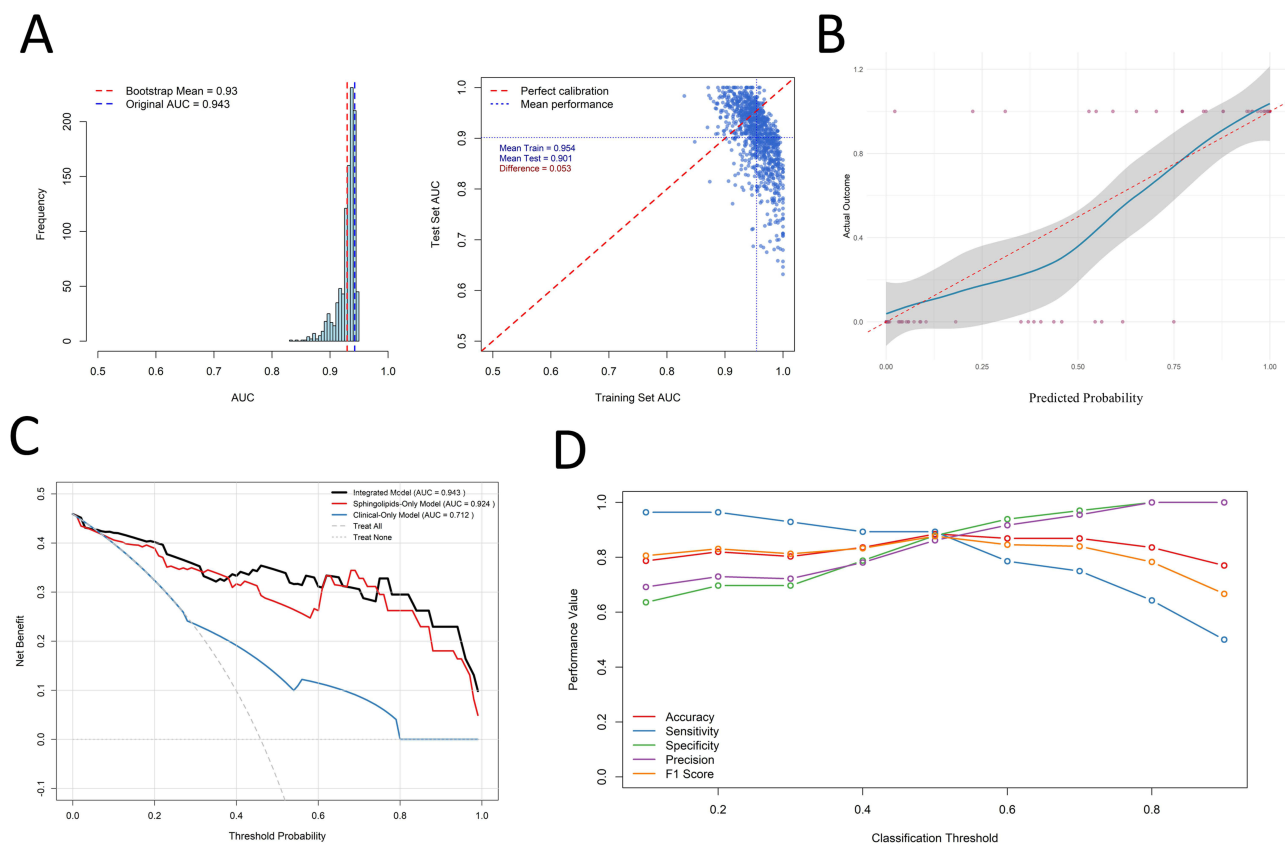 A
Bootstrap Mean = 0.93
Original AUC = 0.943
Frequency
0
50
100
150
200
0.5 0.6 0.7 0.8 0.9 1.0
AUC
Perfect calibration
Mean performance
Mean Train = 0.954
Mean Test = 0.901
Difference = 0.053
Test Set AUC
1.0
0.9
0.8
0.7
0.6
0.5
0.5 0.6 0.7 0.8 0.9 1.0
Training Set AUC
B
Actual Outcome
1.2
0.8
0.4
0.0
0.00 0.25 0.50 0.75 1.00
Predicted Probability
C
Integrated Model (AUC = 0.943 )
Sphingolipids-Only Model (AUC = 0.924 )
Clinical-Only Model (AUC = 0.712 )
Treat All
Treat None
Net Benefit
0.5
0.4
0.3
0.2
0.1
0.0
-0.1
0.0 0.2 0.4 0.6 0.8 1.0
Threshold Probability
D
Performance Value
1.0
0.8
0.6
0.4
0.2
0.0
Accuracy
Sensitivity
Specificity
Precision
F1 Score
0.2 0.4 0.6 0.8
Classification Threshold